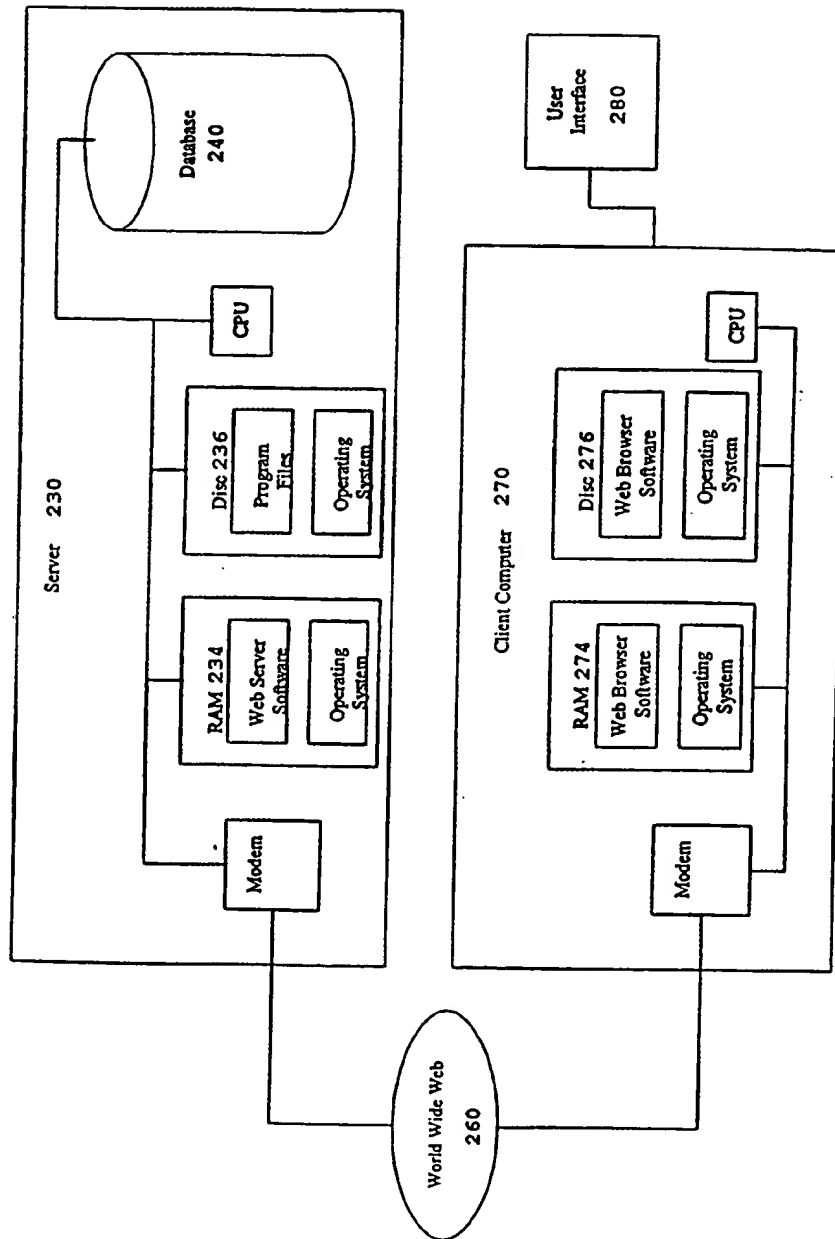 Server 230
Modem
RAM 234
Web Server
Software
Operating
System
Disc 236
Program
Files
Operating
System
CPU
Database
240
World Wide Web
260
Client Computer 270
Modem
RAM 274
Web Browser
Software
Operating
System
Disc 276
Web Browser
Software
Operating
System
CPU
User
Interface
280